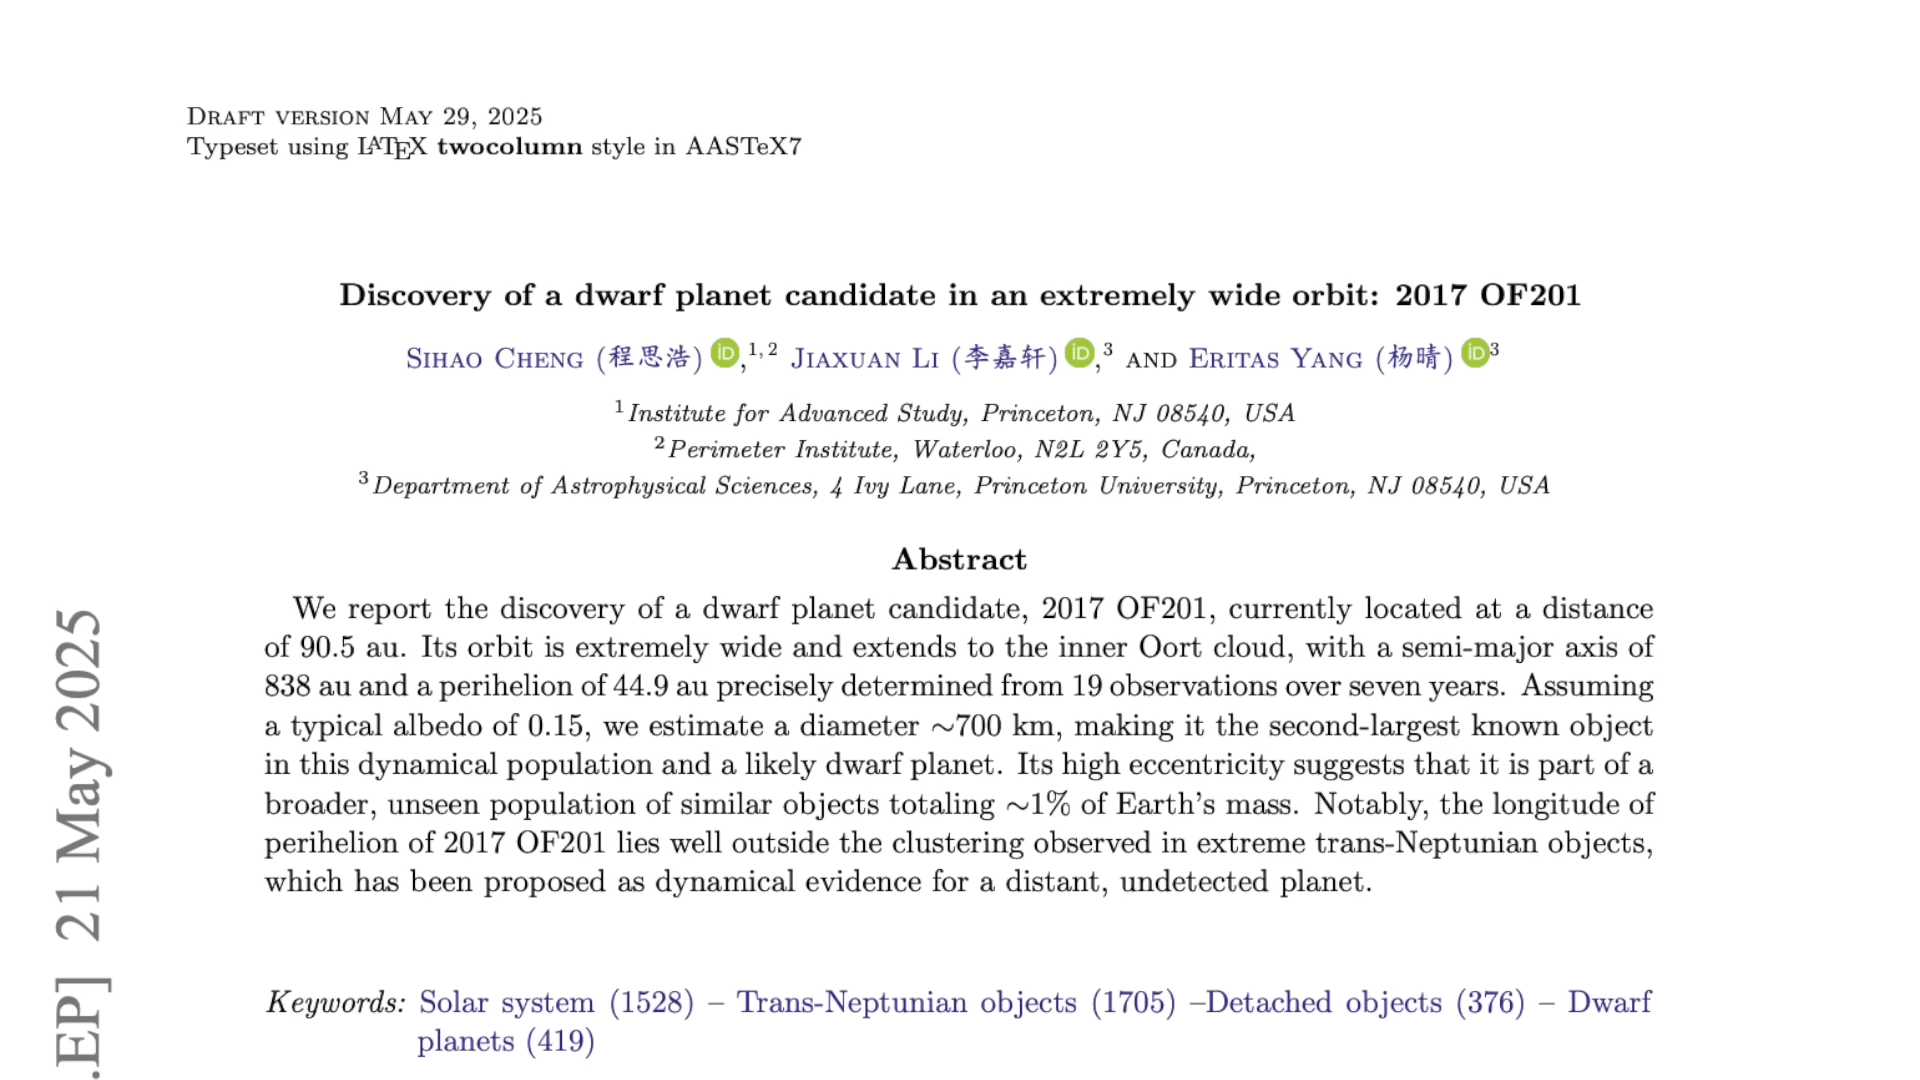 DRAFT VERSION MAY 29, 2025
Typeset using LATEX twocolumn style in AASTeX7
Discovery of a dwarf planet candidate in an extremely wide orbit: 2017 OF201
SIHAO CHENG (程思浩) iD,1,2 JIAXUAN LI (李嘉轩) iD,3 AND ERITAS YANG (杨晴) iD3
1 Institute for Advanced Study, Princeton, NJ 08540, USA
2 Perimeter Institute, Waterloo, N2L 2Y5, Canada,
3 Department of Astrophysical Sciences, 4 Ivy Lane, Princeton University, Princeton, NJ 08540, USA
Abstract
We report the discovery of a dwarf planet candidate, 2017 OF201, currently located at a distance
of 90.5 au. Its orbit is extremely wide and extends to the inner Oort cloud, with a semi-major axis of
838 au and a perihelion of 44.9 au precisely determined from 19 observations over seven years. Assuming
a typical albedo of 0.15, we estimate a diameter ∼700 km, making it the second-largest known object
in this dynamical population and a likely dwarf planet. Its high eccentricity suggests that it is part of a
broader, unseen population of similar objects totaling ∼1% of Earth's mass. Notably, the longitude of
perihelion of 2017 OF201 lies well outside the clustering observed in extreme trans-Neptunian objects,
which has been proposed as dynamical evidence for a distant, undetected planet.
Keywords: Solar system (1528) – Trans-Neptunian objects (1705) –Detached objects (376) – Dwarf
planets (419)
.EP] 21 May 2025